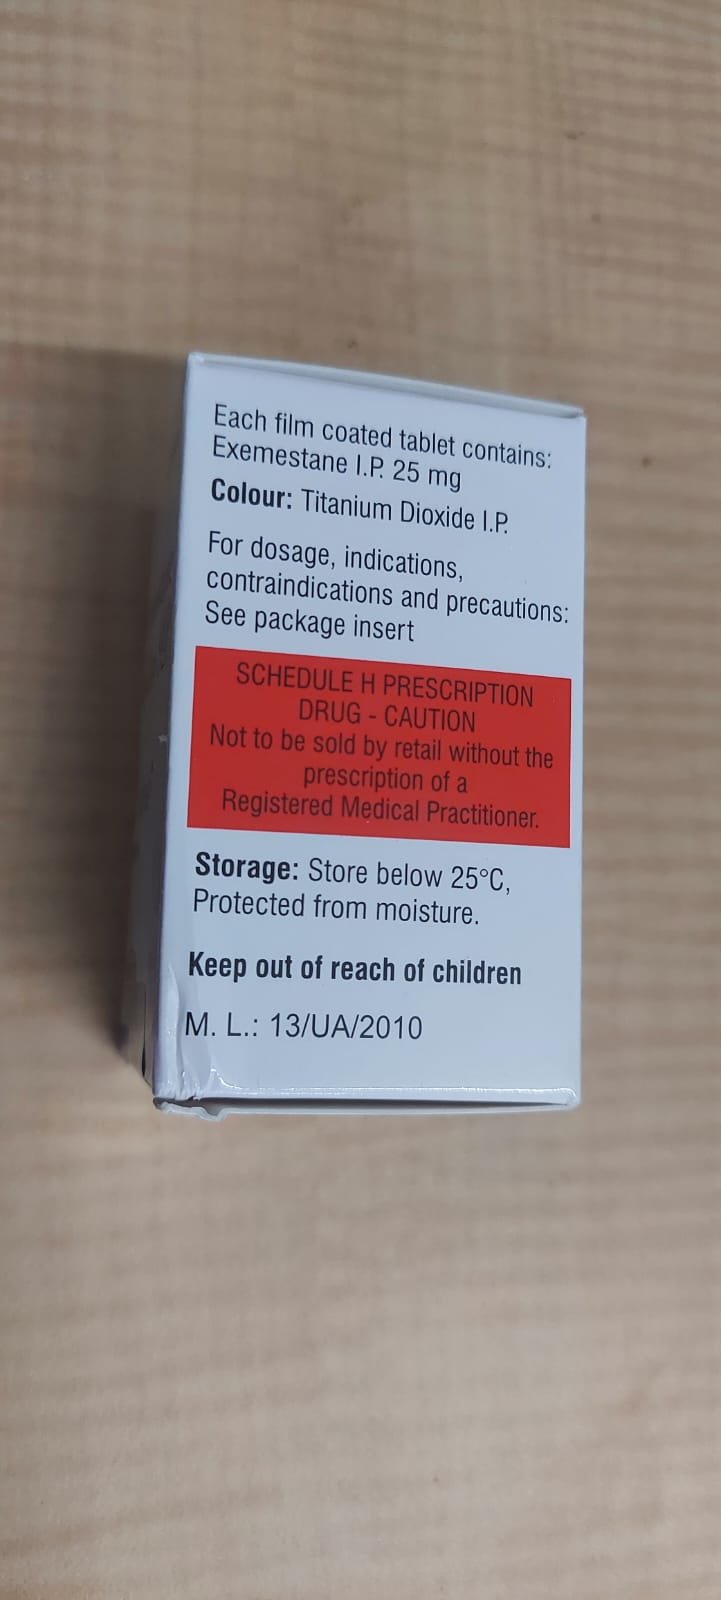 Each film coated tablet contains:
Exemestane I.P. 25 mg
Colour: Titanium Dioxide I.P.
For dosage, indications,
contraindications and precautions:
See package insert
SCHEDULE H PRESCRIPTION
DRUG - CAUTION
Not to be sold by retail without the
prescription of a
Registered Medical Practitioner.
Storage: Store below 25°C,
Protected from moisture.
Keep out of reach of children
M. L.: 13/UA/2010